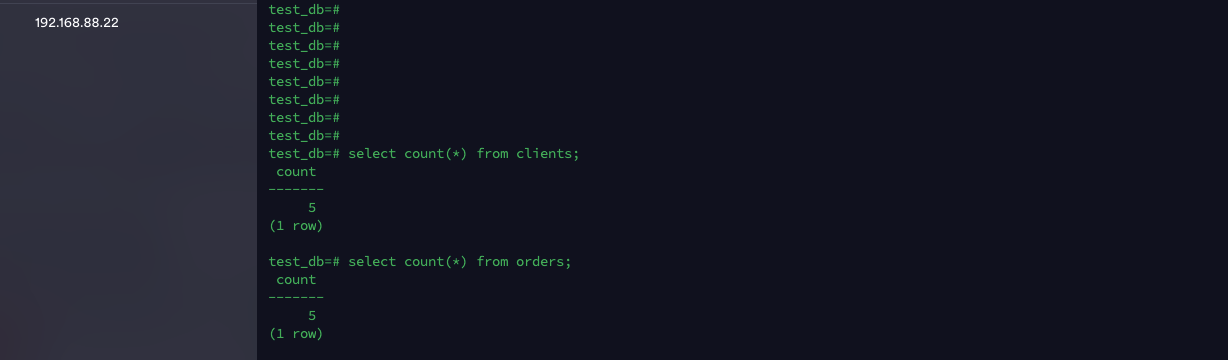 192.168.88.22
test_db=#
test_db=#
test_db=#
test_db=#
test_db=#
test_db=#
test_db=#
test_db=#
test_db=# select count(*) from clients;
 count
-------
     5
(1 row)

test_db=# select count(*) from orders;
 count
-------
     5
(1 row)